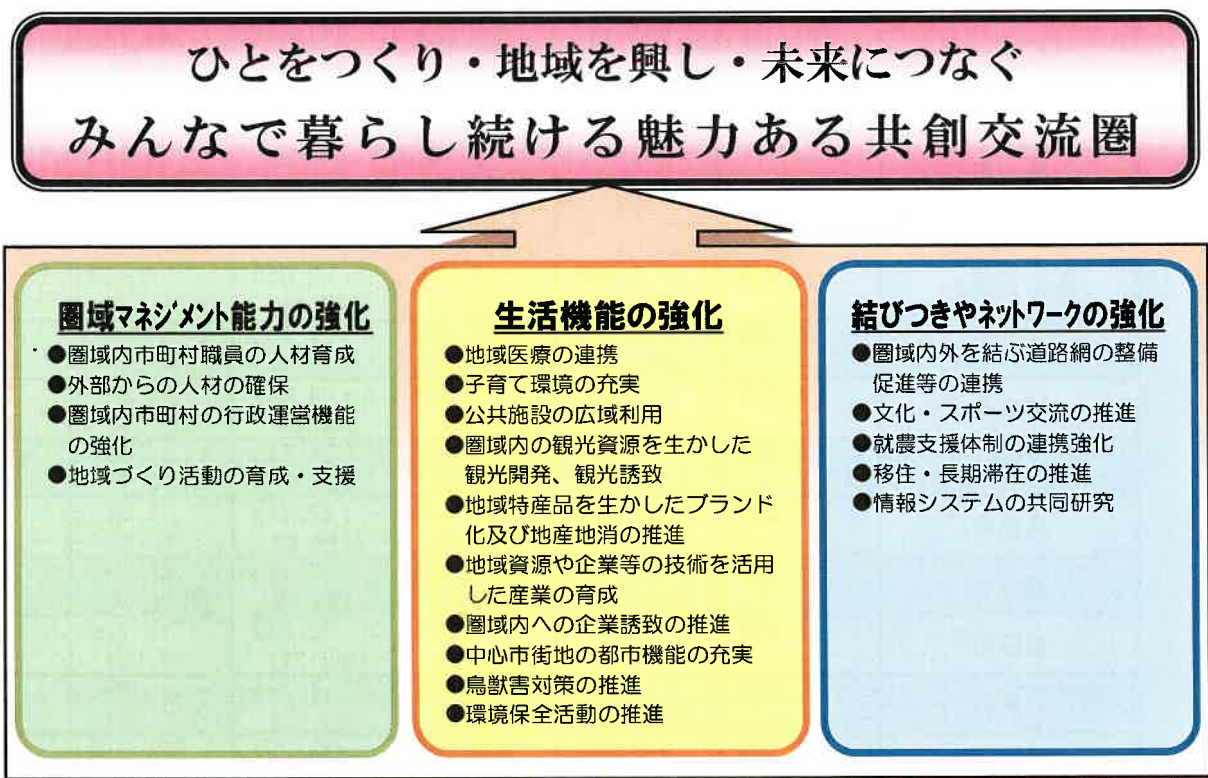 ひとをつくり・地域を興し・未来につなぐ
みんなで暮らし続ける魅力ある共創交流圏
圏域マネジメント能力の強化
●圏域内市町村職員の人材育成
●外部からの人材の確保
●圏域内市町村の行政運営機能
の強化
●地域づくり活動の育成・支援
生活機能の強化
●地域医療の連携
●子育て環境の充実
●公共施設の広域利用
●圏域内の観光資源を生かした
観光開発、観光誘致
●地域特産品を生かしたブランド
化及び地産地消の推進
●地域資源や企業等の技術を活用
した産業の育成
●圏域内への企業誘致の推進
●中心市街地の都市機能の充実
●鳥獣害対策の推進
●環境保全活動の推進
結びつきやネットワークの強化
●圏域内外を結ぶ道路網の整備
促進等の連携
●文化・スポーツ交流の推進
●就農支援体制の連携強化
●移住・長期滞在の推進
●情報システムの共同研究